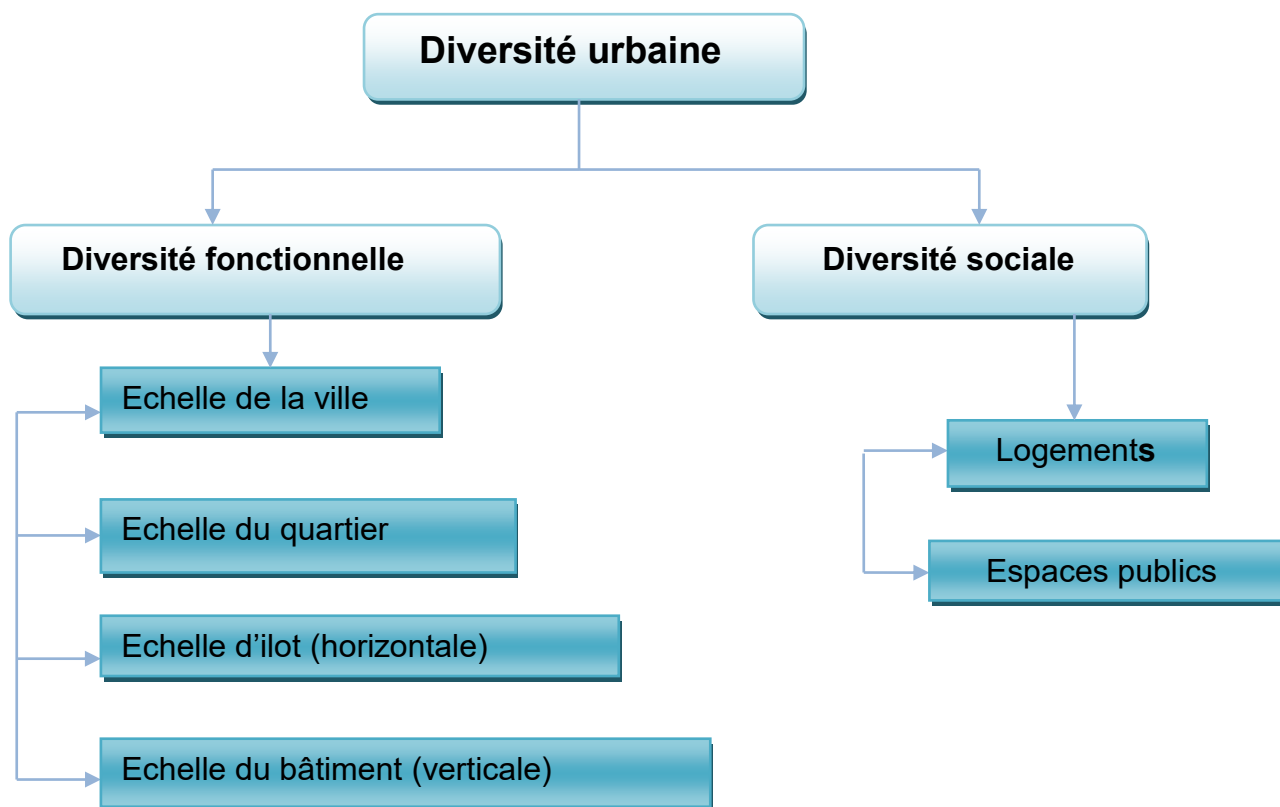 Diversité urbaine
Diversité fonctionnelle
Diversité sociale
Echelle de la ville
Echelle du quartier
Echelle d’ilot (horizontale)
Echelle du bâtiment (verticale)
Logements
Espaces publics